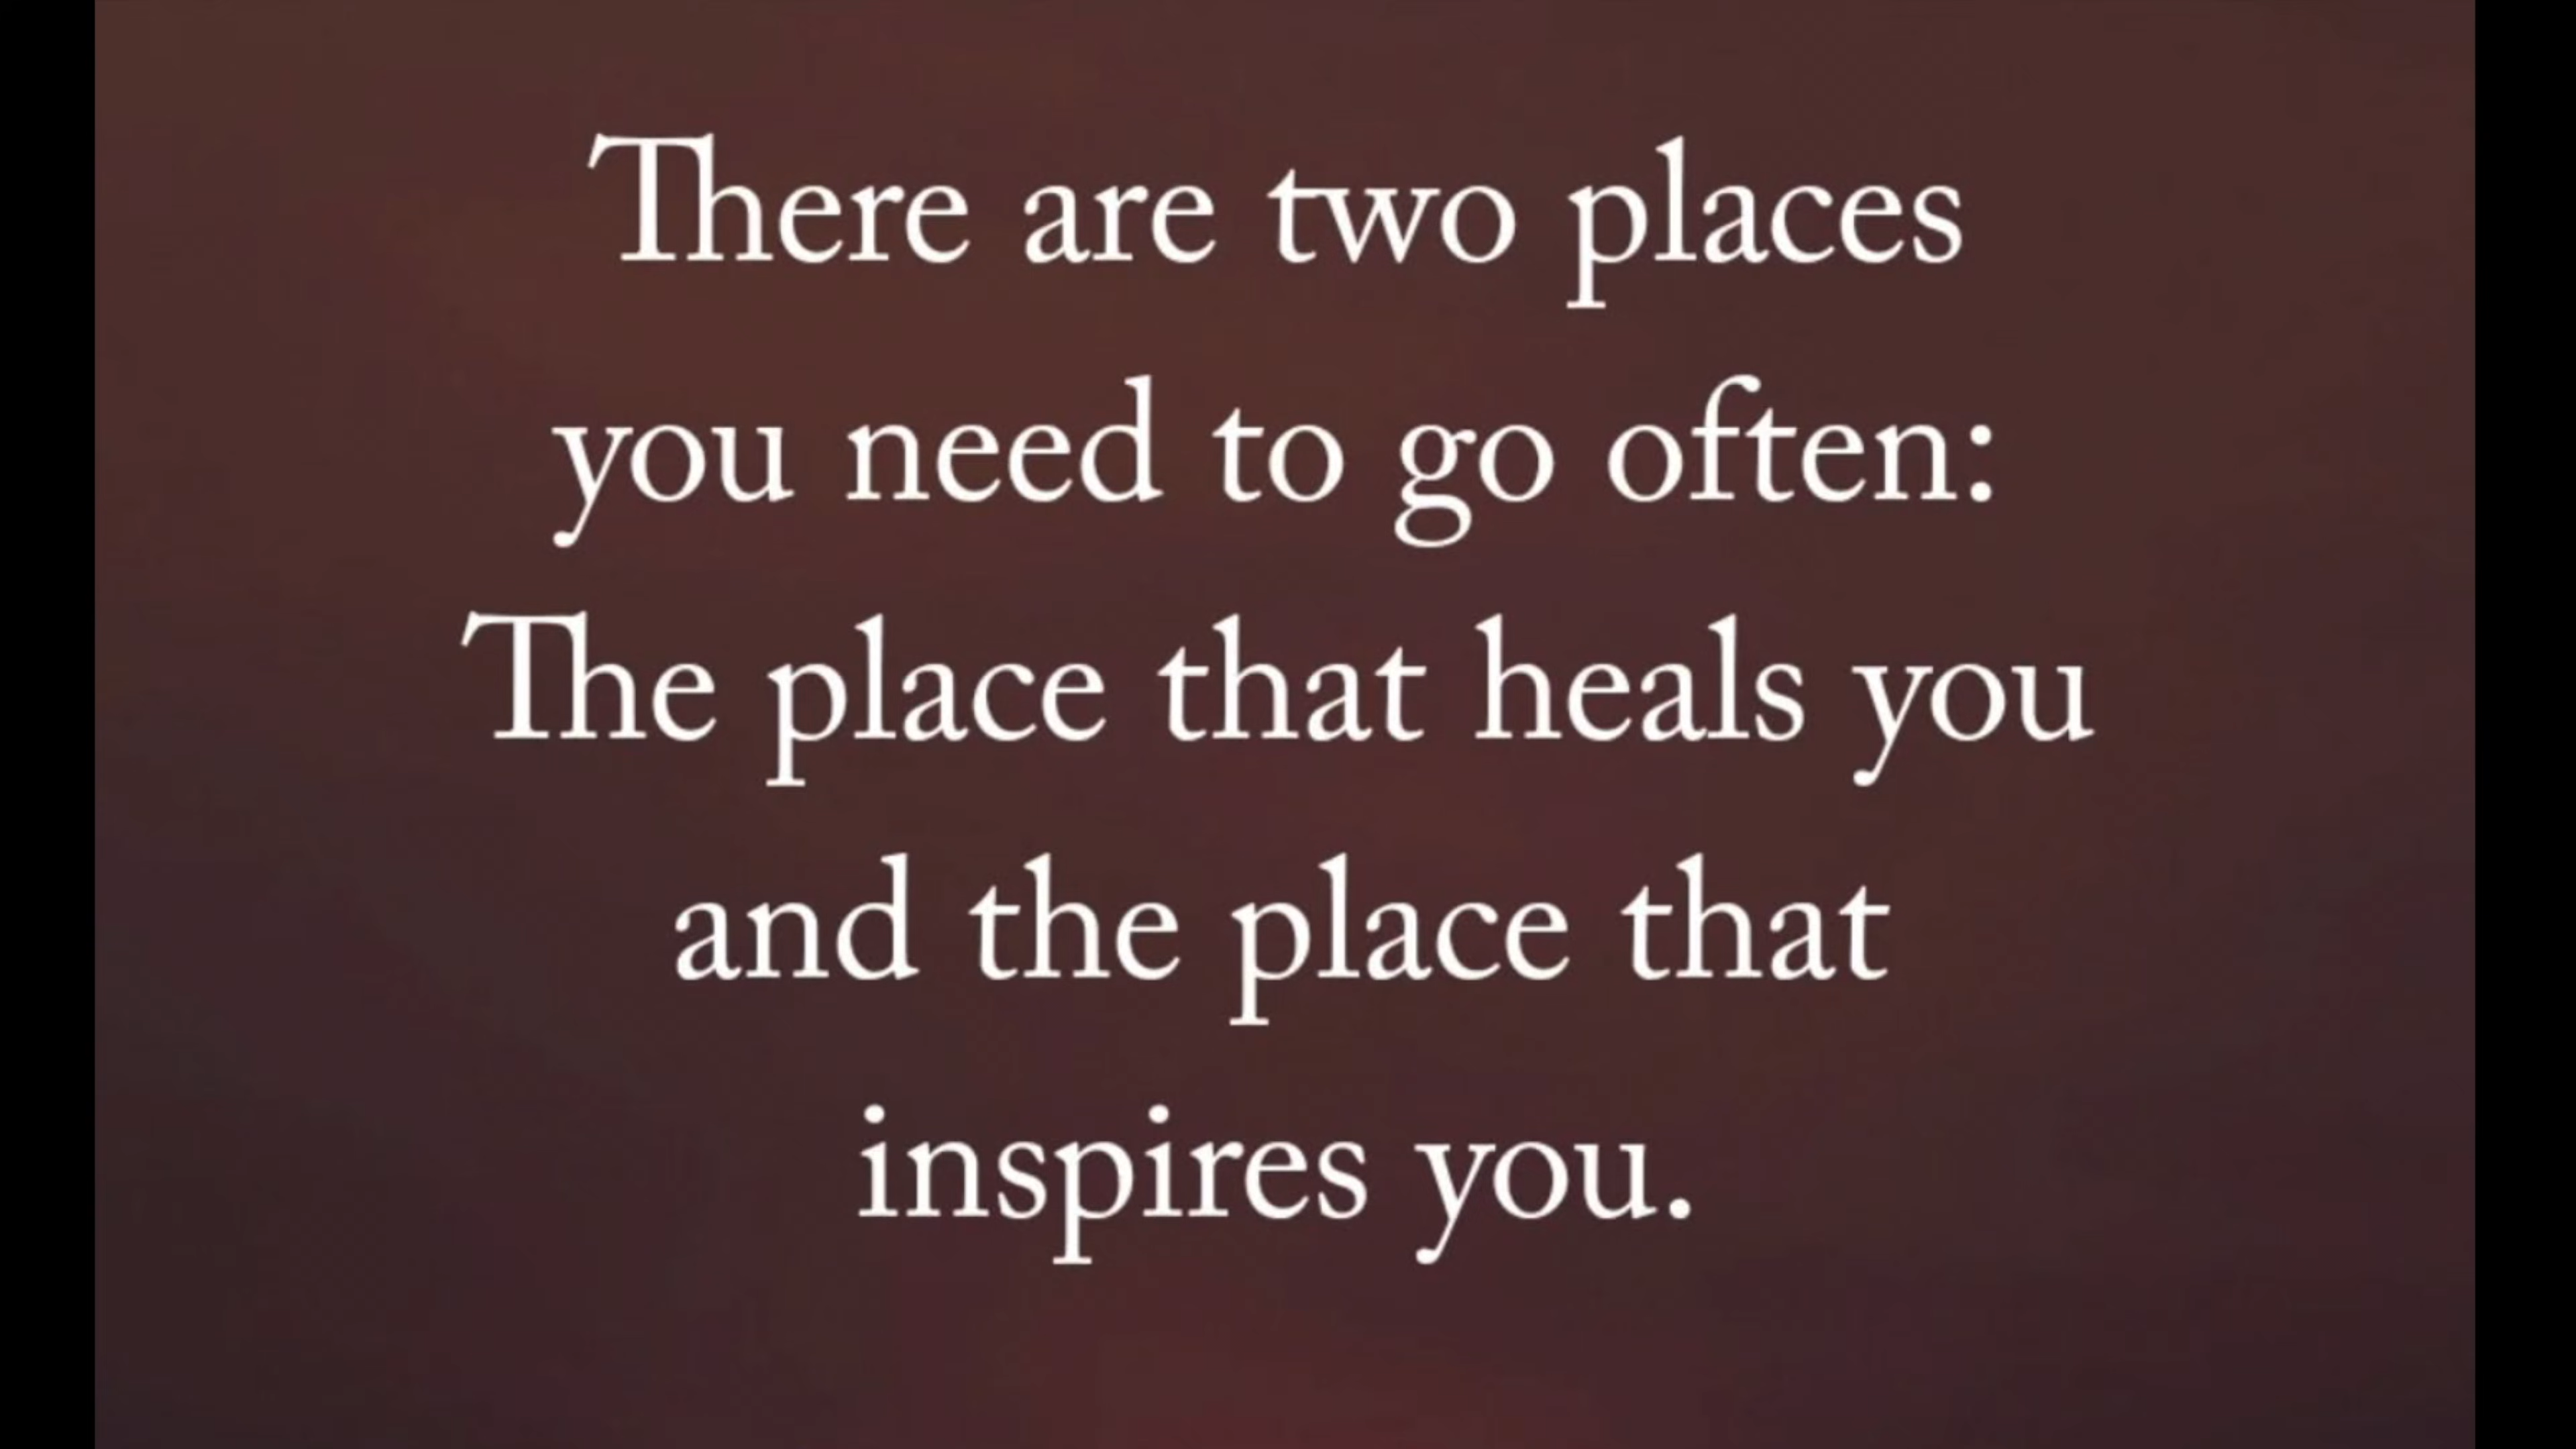 There are two places
you need to go often:
The place that heals you
and the place that
inspires you.